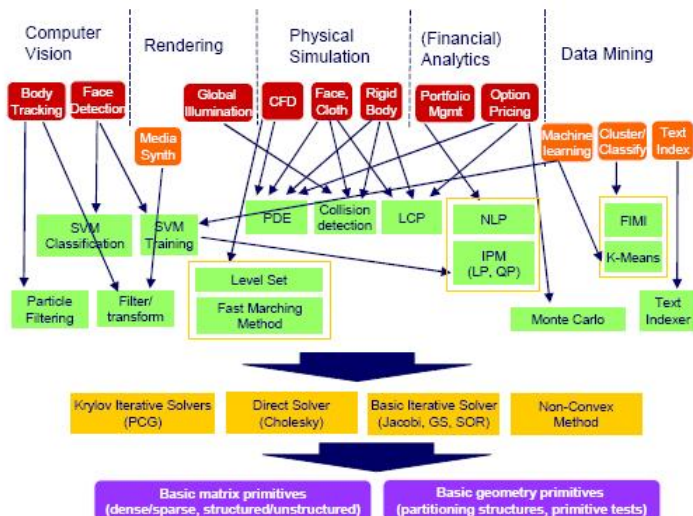 Computer
Vision
Rendering
Physical
Simulation
(Financial)
Analytics
Data Mining
Body
Tracking
Face
Detection
Global
Illumination
CFD
Face,
Cloth
Rigid
Body
Portfolio
Mgmt
Option
Pricing
Media
Synth
Machine
learning
Cluster/
Classify
Text
Index
SVM
Classification
SVM
Training
PDE
Collision
detection
LCP
NLP
FIMI
IPM
(LP, QP)
K-Means
Level Set
Particle
Filtering
Filter/
transform
Fast Marching
Method
Monte Carlo
Text
Indexer
Krylov Iterative Solvers
(PCG)
Direct Solver
(Cholesky)
Basic Iterative Solver
(Jacobi, GS, SOR)
Non-Convex
Method
Basic matrix primitives
(dense/sparse, structured/unstructured)
Basic geometry primitives
(partitioning structures, primitive tests)